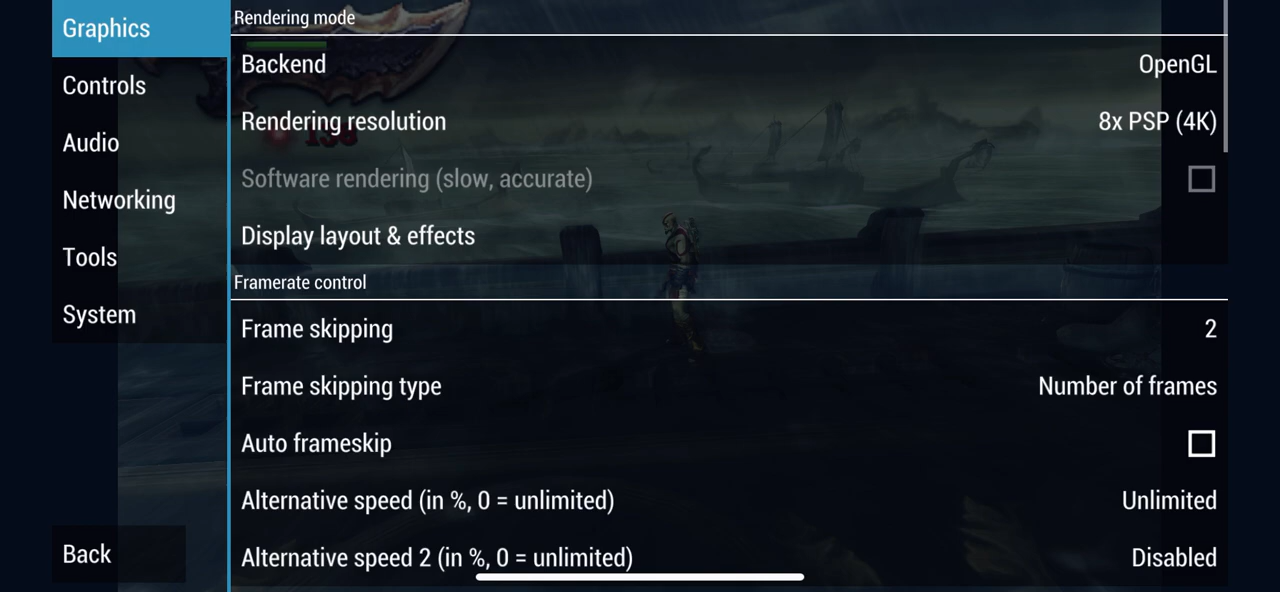 Graphics
Controls
Audio
Networking
Tools
System
Back
Rendering mode
Backend OpenGL
Rendering resolution 8x PSP (4K)
Software rendering (slow, accurate)
Display layout & effects
Framerate control
Frame skipping 2
Frame skipping type Number of frames
Auto frameskip
Alternative speed (in %, 0 = unlimited) Unlimited
Alternative speed 2 (in %, 0 = unlimited) Disabled